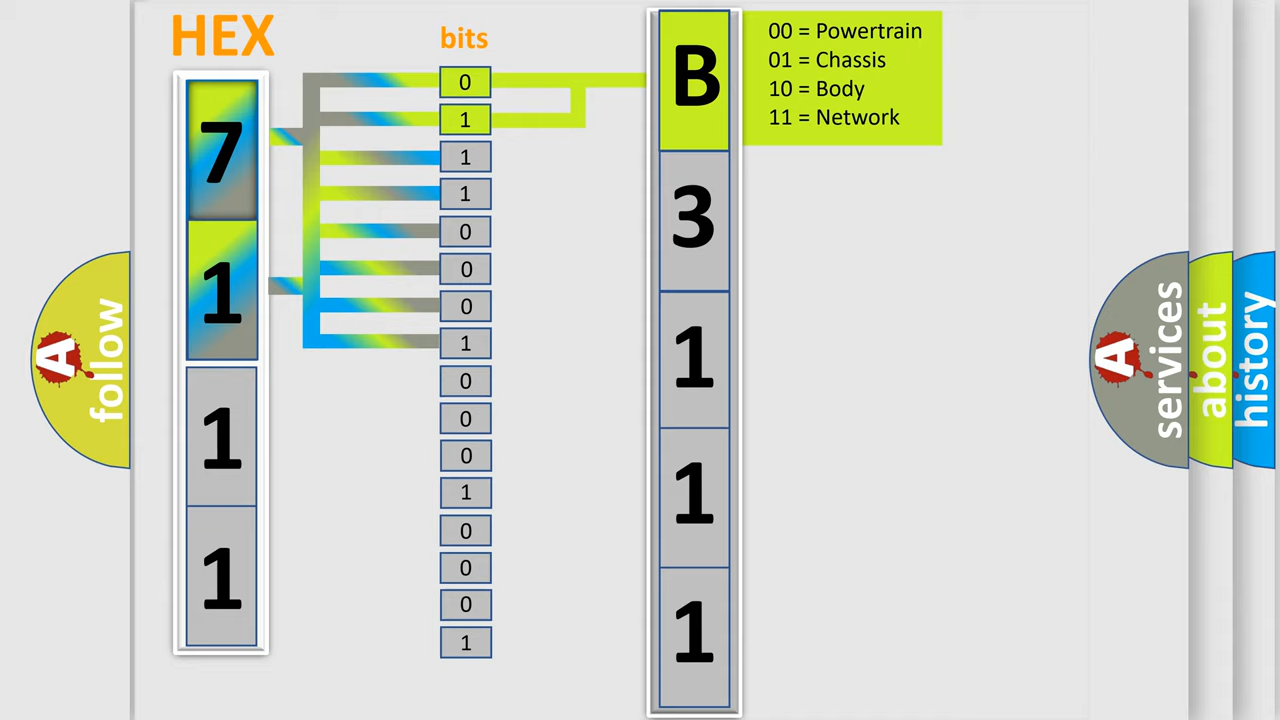 HEX
bits
7
1
1
1
0
1
1
1
0
0
0
1
0
0
0
1
0
0
0
1
B
3
1
1
1
00 = Powertrain
01 = Chassis
10 = Body
11 = Network
A
follow
A
services
about
history